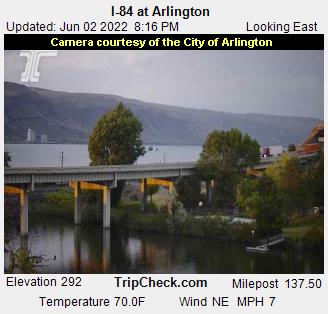 I-84 at Arlington
Updated: Jun 02 2022 8:16 PM Looking East
Camera courtesy of the City of Arlington
Elevation 292 TripCheck.com Milepost 137.50
Temperature 70.0F Wind NE MPH 7